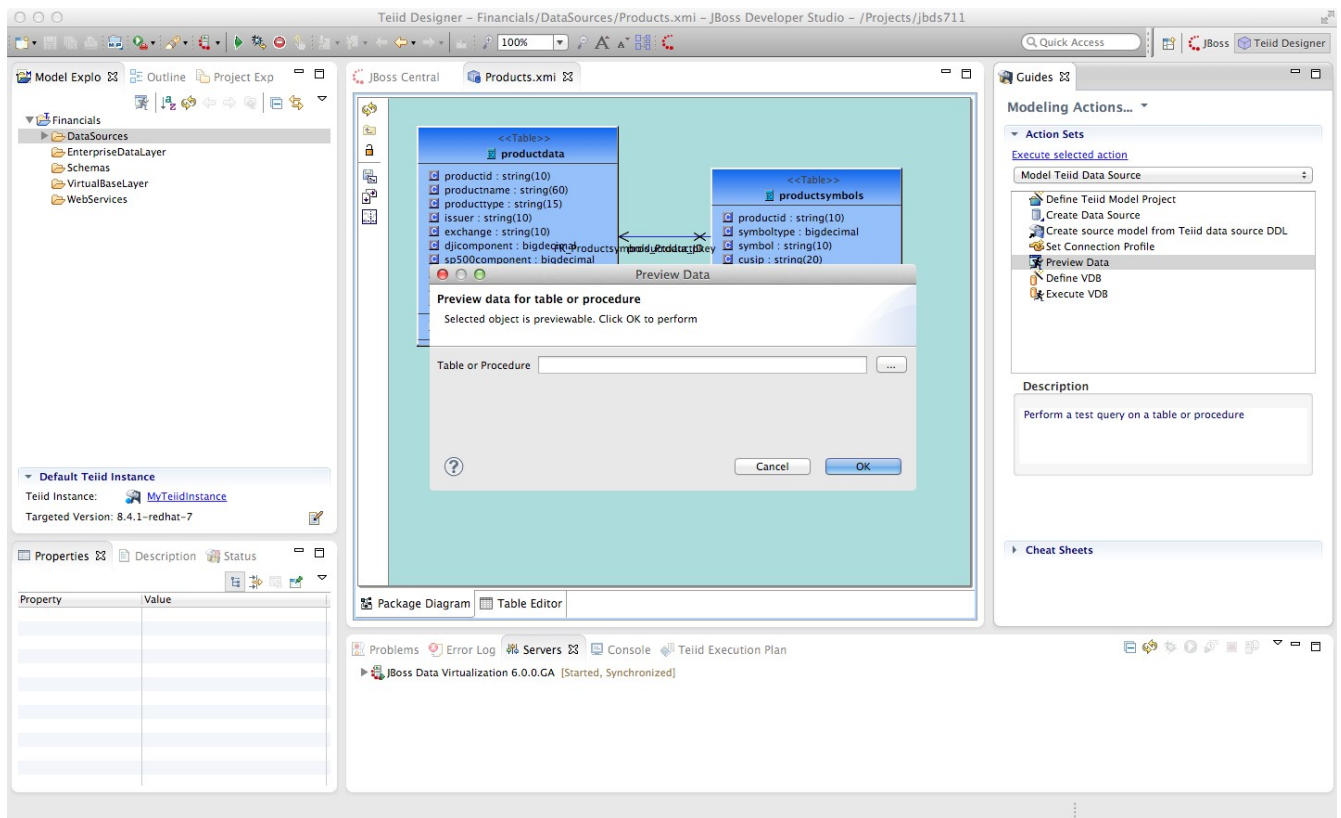 Teiid Designer – Financials/DataSources/Products.xmi – JBoss Developer Studio – /Projects/jbds711
100%
Quick Access
JBoss
Teiid Designer
Model Explo
Outline
Project Exp
Financials
DataSources
EnterpriseDataLayer
Schemas
VirtualBaseLayer
WebServices
Default Teiid Instance
Teiid Instance: MyTeiidInstance
Targeted Version: 8.4.1-redhat-7
Properties
Description
Status
Property Value
JBoss Central
Products.xmi
<<Table>>
productdata
productid : string(10)
productname : string(60)
producttype : string(15)
issuer : string(10)
exchange : string(10)
djicomponent : bigdecimal
sp500component : bigdecimal
<<Table>>
productsymbols
productid : string(10)
symboltype : bigdecimal
symbol : string(10)
cusip : string(20)
Preview Data
Preview data for table or procedure
Selected object is previewable. Click OK to perform
Table or Procedure
...
?
Cancel
OK
Package Diagram
Table Editor
Guides
Modeling Actions...
Action Sets
Execute selected action
Model Teiid Data Source
Define Teiid Model Project
Create Data Source
Create source model from Teiid data source DDL
Set Connection Profile
Preview Data
Define VDB
Execute VDB
Description
Perform a test query on a table or procedure
Cheat Sheets
Problems
Error Log
Servers
Console
Teiid Execution Plan
JBoss Data Virtualization 6.0.0.GA [Started, Synchronized]